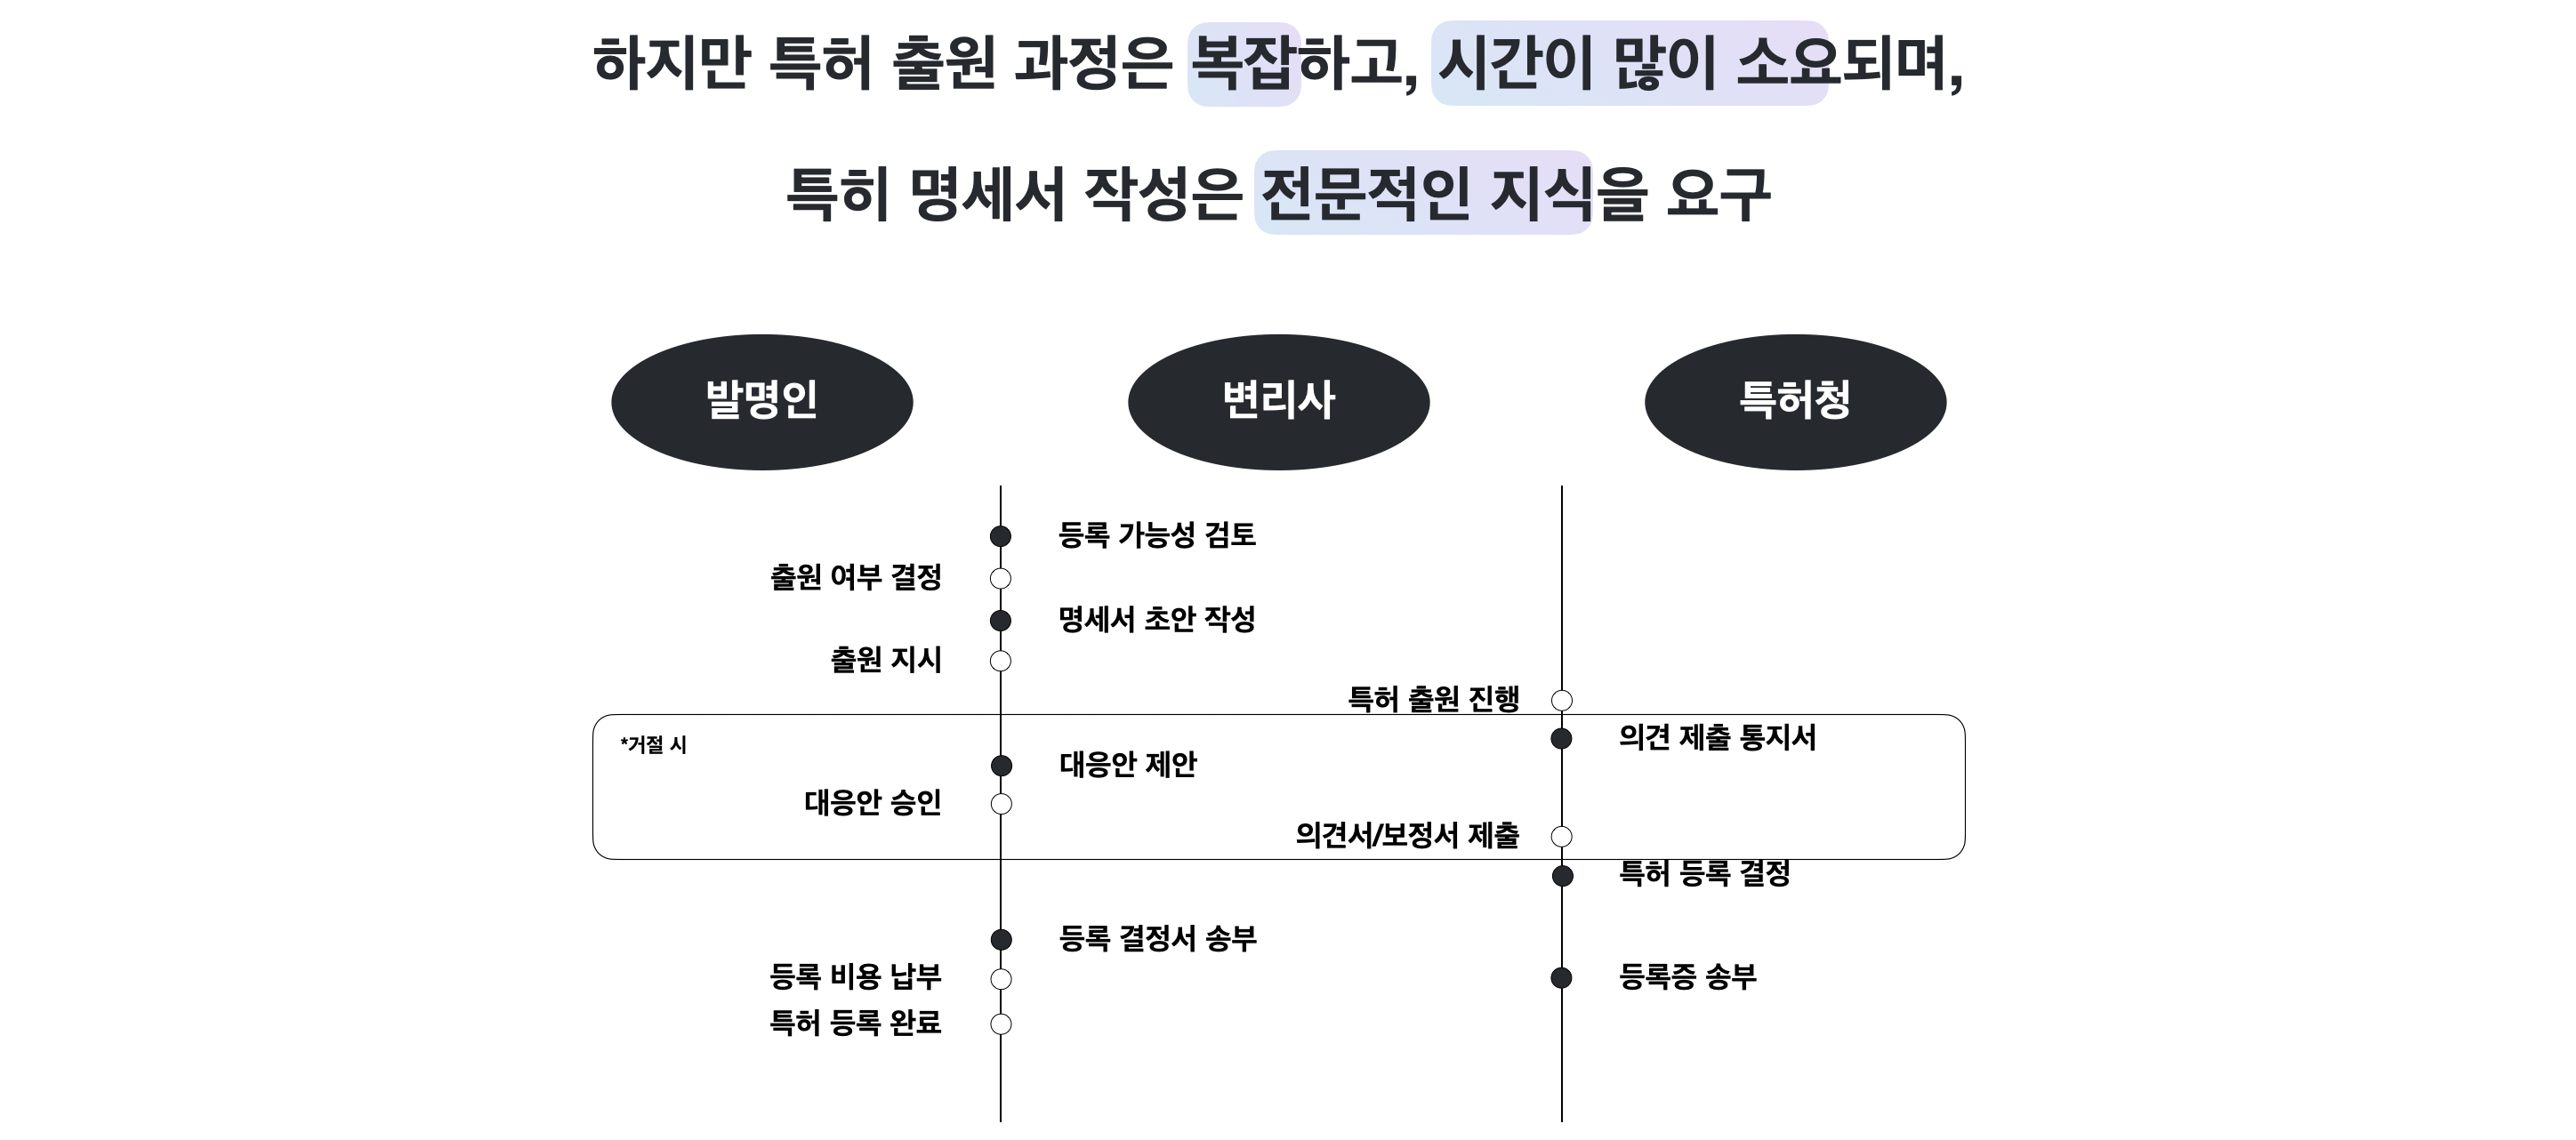 하지만 특허 출원 과정은 복잡하고, 시간이 많이 소요되며,
특히 명세서 작성은 전문적인 지식을 요구
발명인
변리사
특허청
등록 가능성 검토
출원 여부 결정
명세서 초안 작성
출원 지시
특허 출원 진행
*거절 시
의견 제출 통지서
대응안 제안
대응안 승인
의견서/보정서 제출
특허 등록 결정
등록 결정서 송부
등록 비용 납부
등록증 송부
특허 등록 완료